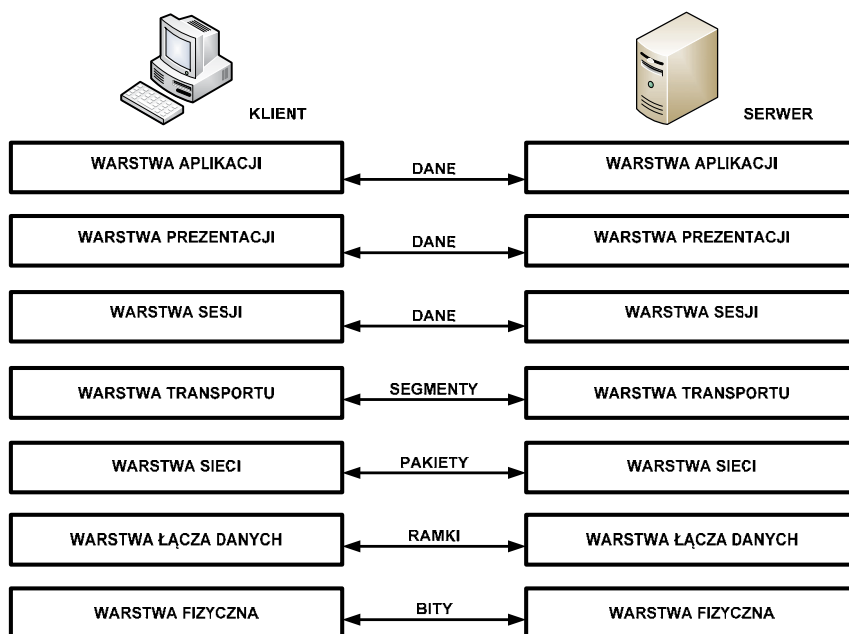 KLIENT SERWER
WARSTWA APLIKACJI DANE WARSTWA APLIKACJI
WARSTWA PREZENTACJI DANE WARSTWA PREZENTACJI
WARSTWA SESJI DANE WARSTWA SESJI
WARSTWA TRANSPORTU SEGMENTY WARSTWA TRANSPORTU
WARSTWA SIECI PAKIETY WARSTWA SIECI
WARSTWA ŁĄCZA DANYCH RAMKI WARSTWA ŁĄCZA DANYCH
WARSTWA FIZYCZNA BITY WARSTWA FIZYCZNA